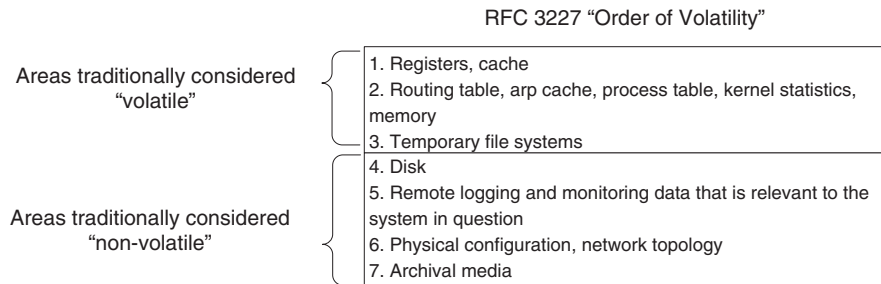 RFC 3227 “Order of Volatility”
Areas traditionally considered
“volatile”
1. Registers, cache
2. Routing table, arp cache, process table, kernel statistics,
memory
3. Temporary file systems
Areas traditionally considered
“non-volatile”
4. Disk
5. Remote logging and monitoring data that is relevant to the
system in question
6. Physical configuration, network topology
7. Archival media